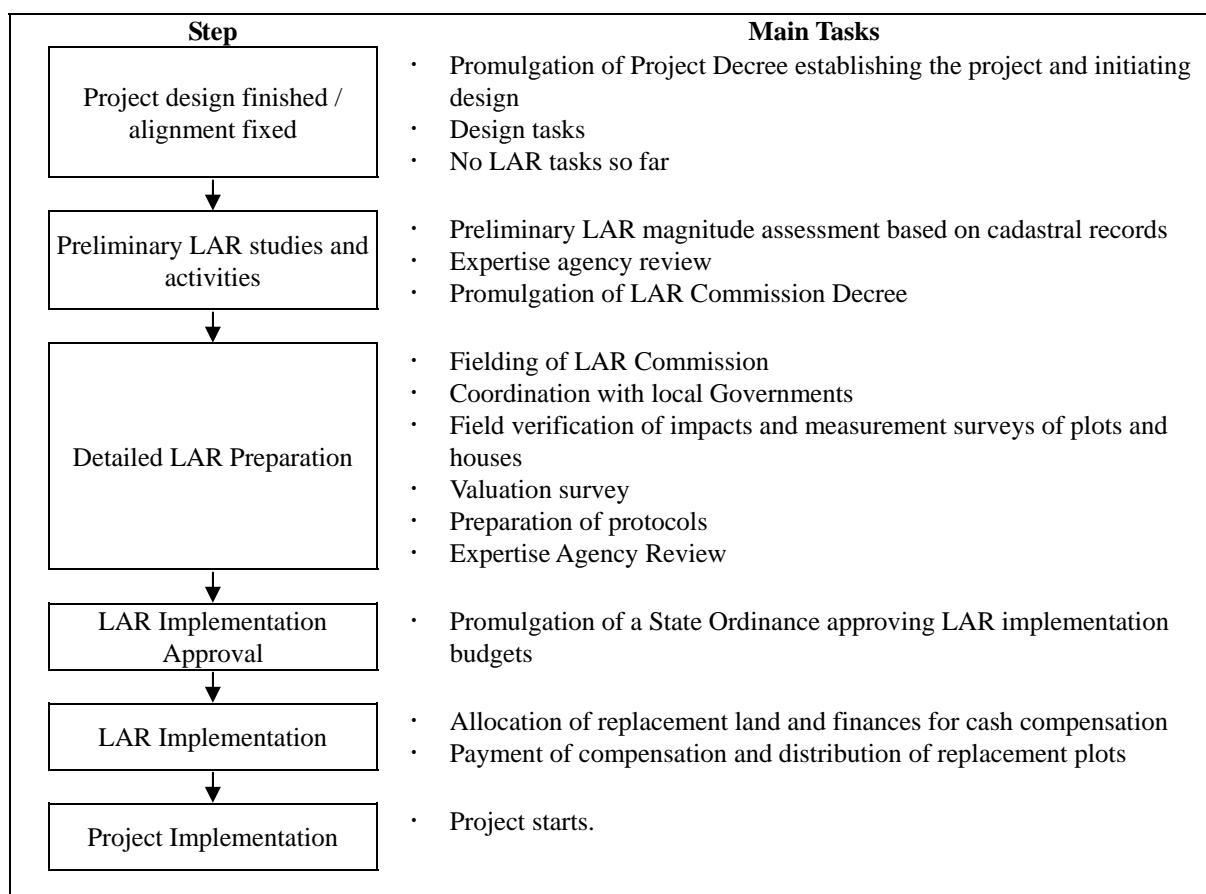 Step
Main Tasks
Project design finished /
alignment fixed
· Promulgation of Project Decree establishing the project and initiating
design
· Design tasks
· No LAR tasks so far
Preliminary LAR studies and
activities
· Preliminary LAR magnitude assessment based on cadastral records
· Expertise agency review
· Promulgation of LAR Commission Decree
Detailed LAR Preparation
· Fielding of LAR Commission
· Coordination with local Governments
· Field verification of impacts and measurement surveys of plots and
houses
· Valuation survey
· Preparation of protocols
· Expertise Agency Review
LAR Implementation
Approval
· Promulgation of a State Ordinance approving LAR implementation
budgets
LAR Implementation
· Allocation of replacement land and finances for cash compensation
· Payment of compensation and distribution of replacement plots
Project Implementation
· Project starts.